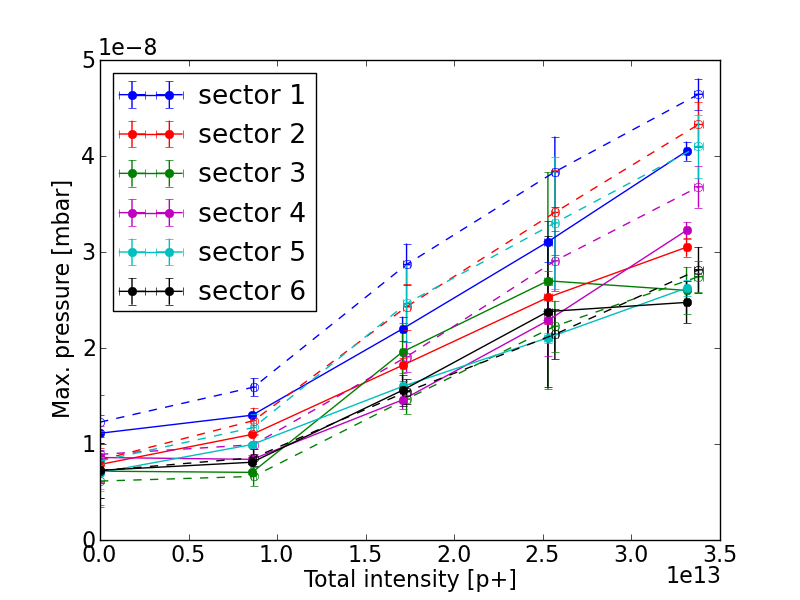 1e−8
5
4
3
2
1
0
Max. pressure [mbar]
sector 1
sector 2
sector 3
sector 4
sector 5
sector 6
0.0 0.5 1.0 1.5 2.0 2.5 3.0 3.5
Total intensity [p+]
1e13